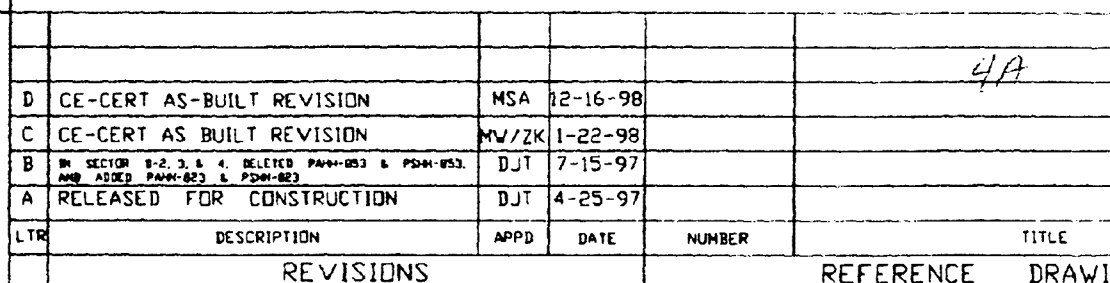 4A
D CE-CERT AS-BUILT REVISION MSA 12-16-98
C CE-CERT AS BUILT REVISION MW/ZK 1-22-98
B IN SECTOR B-2, 3, & 4, DELETED PAHH-853 & PSHH-853, DJT 7-15-97
AND ADDED PAHH-823 & PSHH-823
A RELEASED FOR CONSTRUCTION DJT 4-25-97
LTR DESCRIPTION APPD DATE NUMBER TITLE
REVISIONS REFERENCE DRAWI